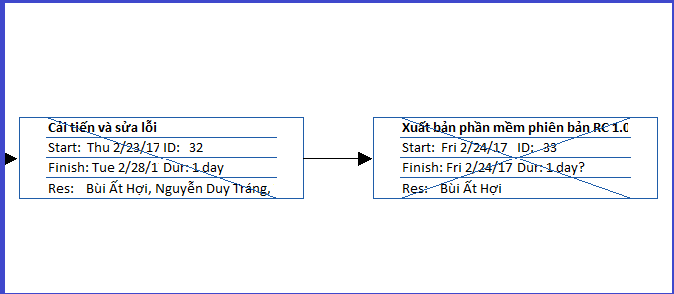 Cải tiến và sửa lỗi
Start: Thu 2/23/17 ID: 32
Finish: Tue 2/28/1 Dur: 1 day
Res: Bùi Ất Hợi, Nguyễn Duy Tráng,
Xuất bản phần mềm phiên bản RC 1.0
Start: Fri 2/24/17 ID: 33
Finish: Fri 2/24/17 Dur: 1 day?
Res: Bùi Ất Hợi